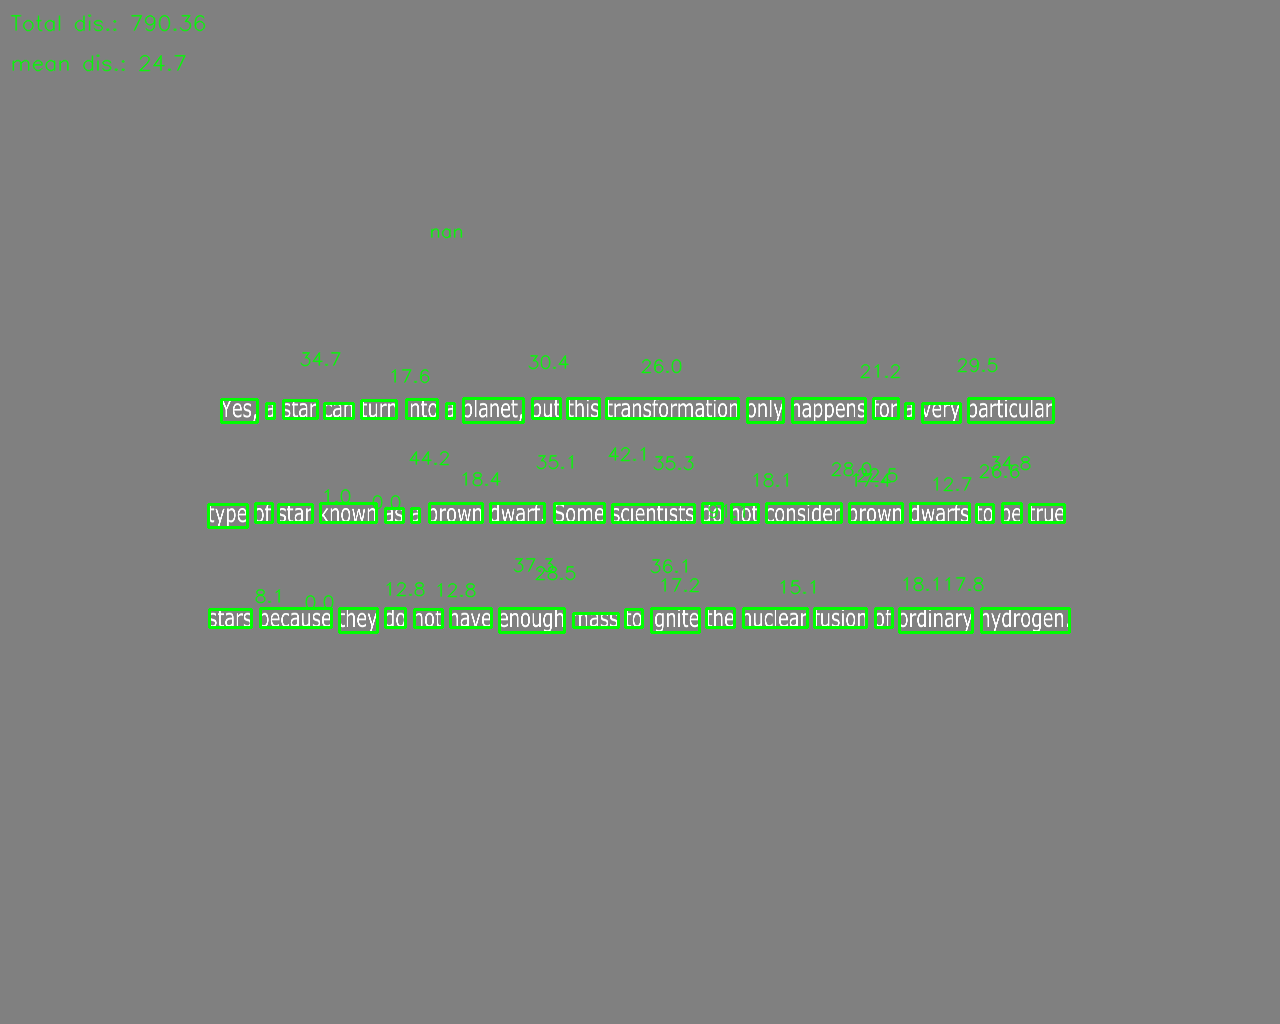 Total dis.: 790.36
mean dis.: 24.7
nan
34.7 17.6 30.4 26.0 21.2 29.5
Yes, a star can turn into a planet, but this transformation only happens for a very particular
1.0 0.0 44.2 18.4 35.1 42.1 35.3 18.1 28.0 17.4 22.5 12.7 26.6 34.8
type of star known as a brown dwarf. Some scientists do not consider brown dwarfs to be true
8.1 0.0 12.8 12.8 37.3 28.5 36.1 17.2 15.1 18.1 17.8
stars because they do not have enough mass to ignite the nuclear fusion of ordinary hydrogen.